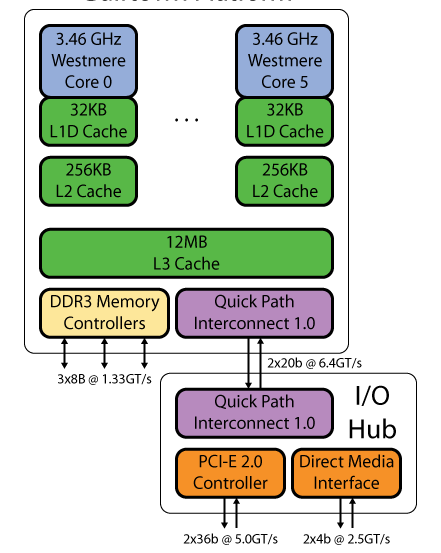 3.46 GHz
Westmere
Core 0
3.46 GHz
Westmere
Core 5
32KB
L1D Cache
. . .
32KB
L1D Cache
256KB
L2 Cache
256KB
L2 Cache
12MB
L3 Cache
DDR3 Memory
Controllers
Quick Path
Interconnect 1.0
2x20b @ 6.4GT/s
3x8B @ 1.33GT/s
Quick Path
Interconnect 1.0
I/O
Hub
PCI-E 2.0
Controller
Direct Media
Interface
2x36b @ 5.0GT/s
2x4b @ 2.5GT/s